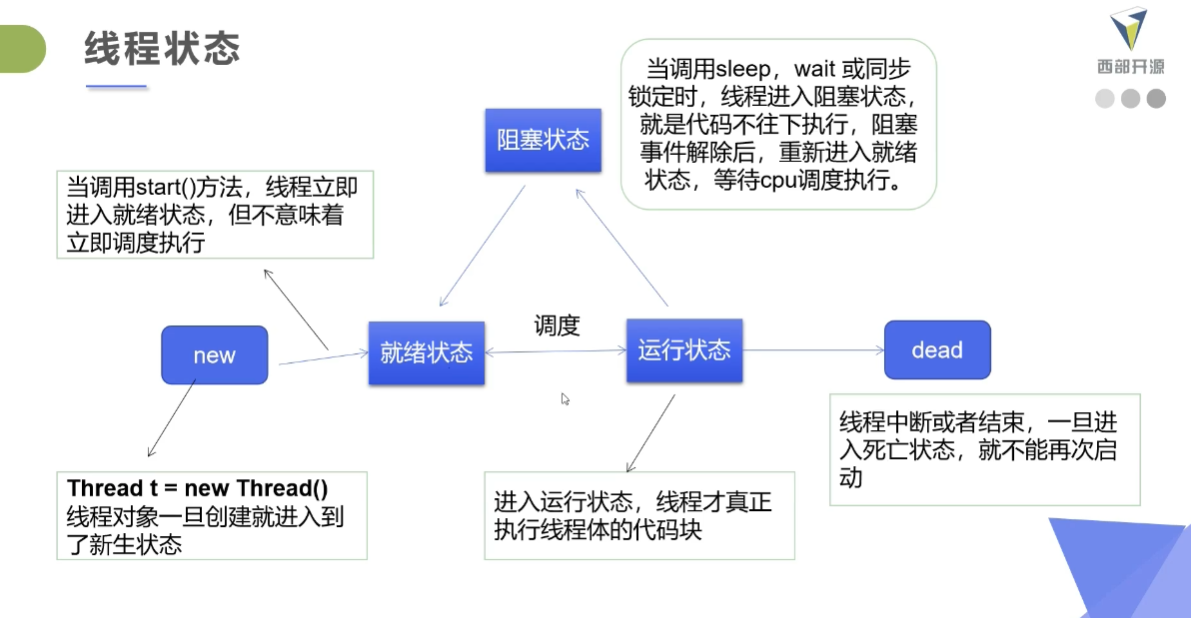 线程状态
西部开源
当调用sleep，wait 或同步
锁定时，线程进入阻塞状态，
就是代码不往下执行，阻塞
事件解除后，重新进入就绪
状态，等待cpu调度执行。
阻塞状态
当调用start()方法，线程立即
进入就绪状态，但不意味着
立即调度执行
new
就绪状态
调度
运行状态
dead
Thread t = new Thread()
线程对象一旦创建就进入到
了新生状态
进入运行状态，线程才真正
执行线程体的代码块
线程中断或者结束，一旦进
入死亡状态，就不能再次启
动